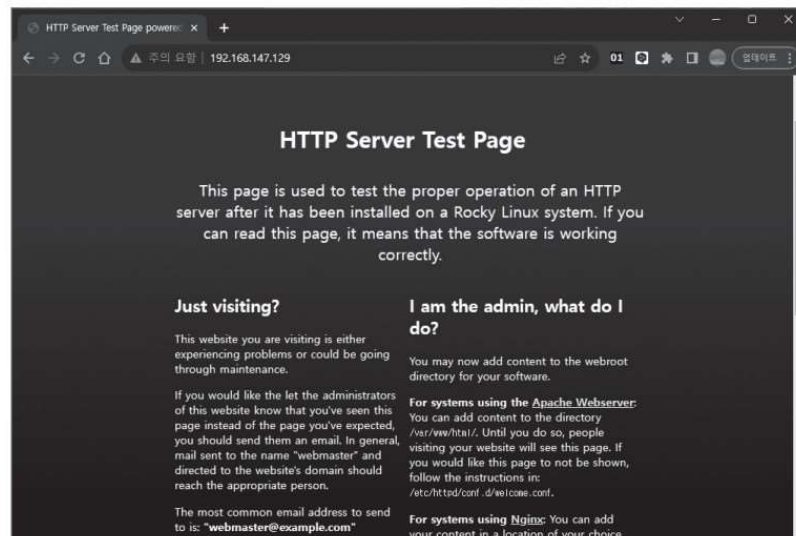 HTTP Server Test Page powerec
주의 요함 | 192.168.147.129
01
업데이트
HTTP Server Test Page
This page is used to test the proper operation of an HTTP
server after it has been installed on a Rocky Linux system. If you
can read this page, it means that the software is working
correctly.
Just visiting?
This website you are visiting is either
experiencing problems or could be going
through maintenance.
If you would like the let the administrators
of this website know that you've seen this
page instead of the page you've expected,
you should send them an email. In general,
mail sent to the name "webmaster" and
directed to the website's domain should
reach the appropriate person.
The most common email address to send
to is: "webmaster@example.com"
I am the admin, what do I
do?
You may now add content to the webroot
directory for your software.
For systems using the Apache Webserver:
You can add content to the directory
/var/www/html/. Until you do so, people
visiting your website will see this page. If
you would like this page to not be shown,
follow the instructions in:
/etc/httpd/conf.d/welcome.conf.
For systems using Nginx: You can add
your content in a location of your choice